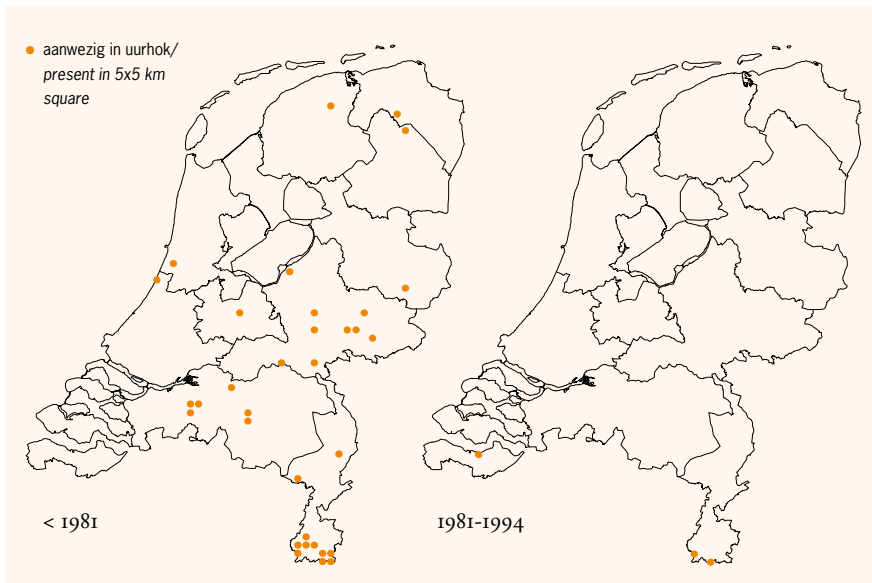 aanwezig in uurhok/
present in 5x5 km
square
< 1981
1981-1994